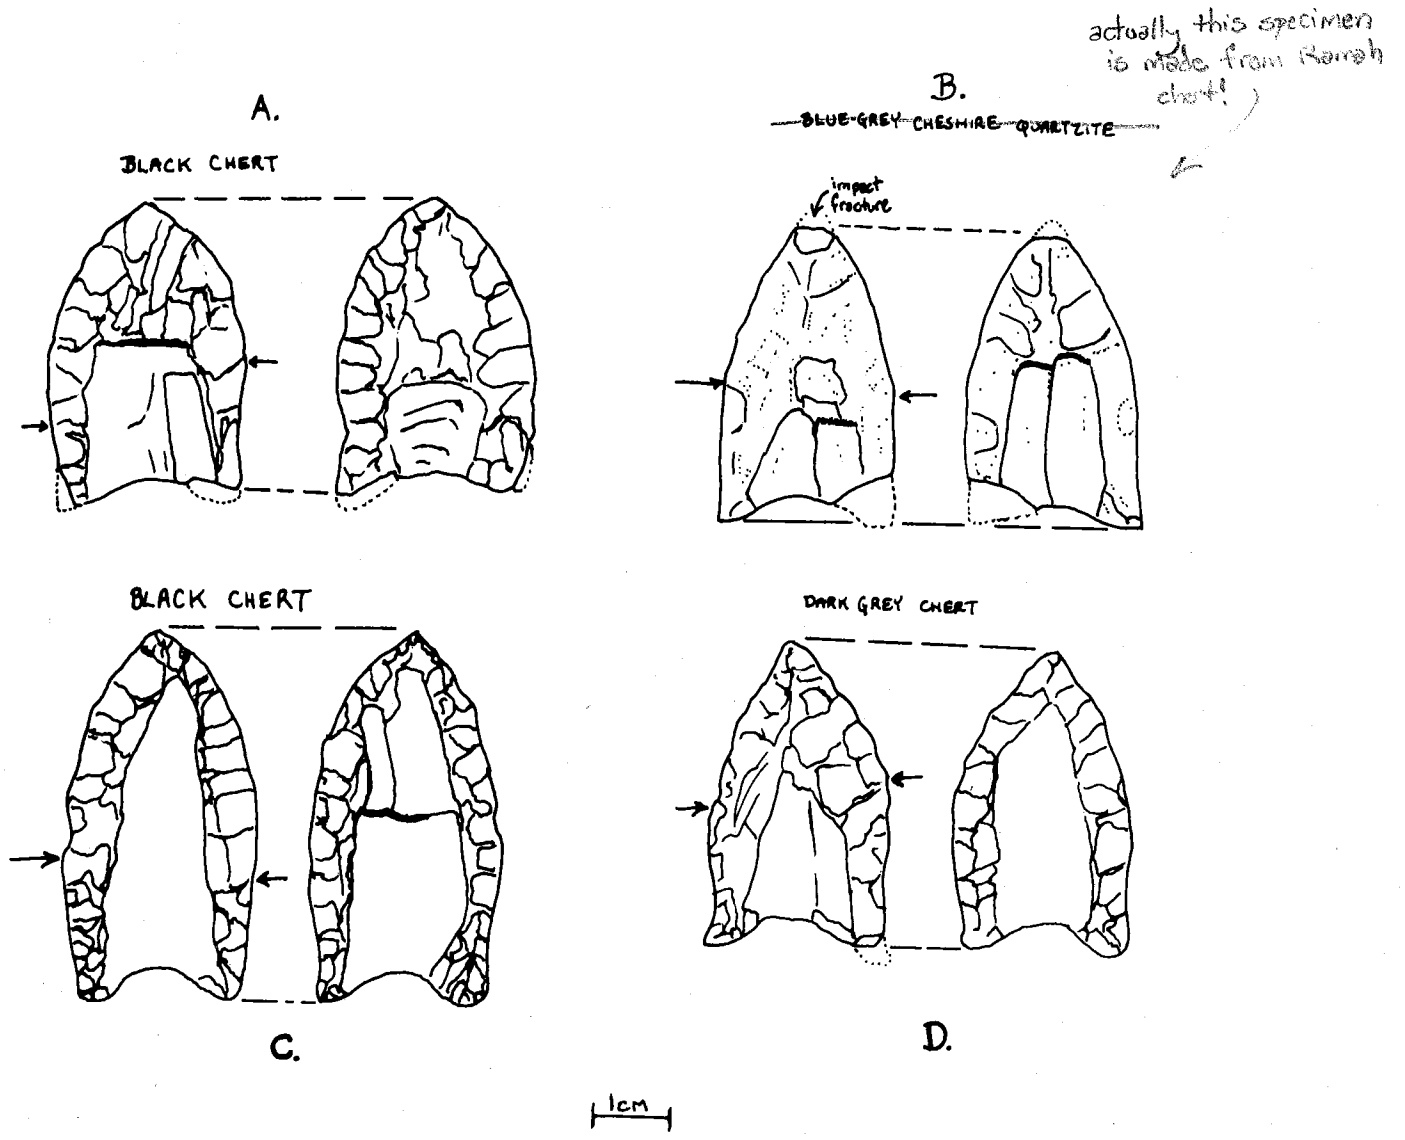 actually this specimen
is made from Ramah
chert!
A.
BLACK CHERT
B.
BLUE-GREY CHESHIRE QUARTZITE
impact
fracture
BLACK CHERT
DARK GREY CHERT
C.
D.
1cm